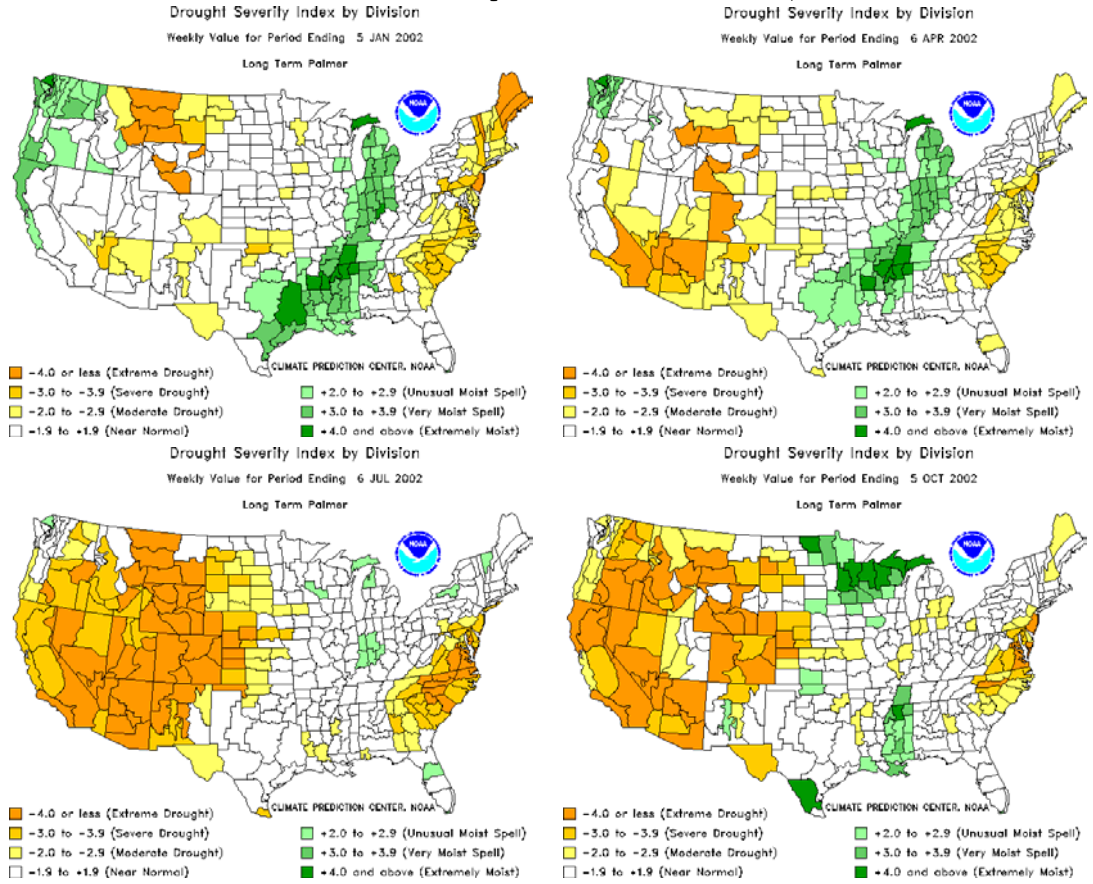 Drought Severity Index by Division
Weekly Value for Period Ending 5 JAN 2002
Long Term Palmer
NOAA
CLIMATE PREDICTION CENTER, NOAA
-4.0 or less (Extreme Drought)
-3.0 to -3.9 (Severe Drought)
-2.0 to -2.9 (Moderate Drought)
-1.9 to +1.9 (Near Normal)
+2.0 to +2.9 (Unusual Moist Spell)
+3.0 to +3.9 (Very Moist Spell)
+4.0 and above (Extremely Moist)
Drought Severity Index by Division
Weekly Value for Period Ending 6 APR 2002
Long Term Palmer
NOAA
CLIMATE PREDICTION CENTER, NOAA
-4.0 or less (Extreme Drought)
-3.0 to -3.9 (Severe Drought)
-2.0 to -2.9 (Moderate Drought)
-1.9 to +1.9 (Near Normal)
+2.0 to +2.9 (Unusual Moist Spell)
+3.0 to +3.9 (Very Moist Spell)
+4.0 and above (Extremely Moist)
Drought Severity Index by Division
Weekly Value for Period Ending 6 JUL 2002
Long Term Palmer
NOAA
CLIMATE PREDICTION CENTER, NOAA
-4.0 or less (Extreme Drought)
-3.0 to -3.9 (Severe Drought)
-2.0 to -2.9 (Moderate Drought)
-1.9 to +1.9 (Near Normal)
+2.0 to +2.9 (Unusual Moist Spell)
+3.0 to +3.9 (Very Moist Spell)
+4.0 and above (Extremely Moist)
Drought Severity Index by Division
Weekly Value for Period Ending 5 OCT 2002
Long Term Palmer
NOAA
CLIMATE PREDICTION CENTER, NOAA
-4.0 or less (Extreme Drought)
-3.0 to -3.9 (Severe Drought)
-2.0 to -2.9 (Moderate Drought)
-1.9 to +1.9 (Near Normal)
+2.0 to +2.9 (Unusual Moist Spell)
+3.0 to +3.9 (Very Moist Spell)
+4.0 and above (Extremely Moist)